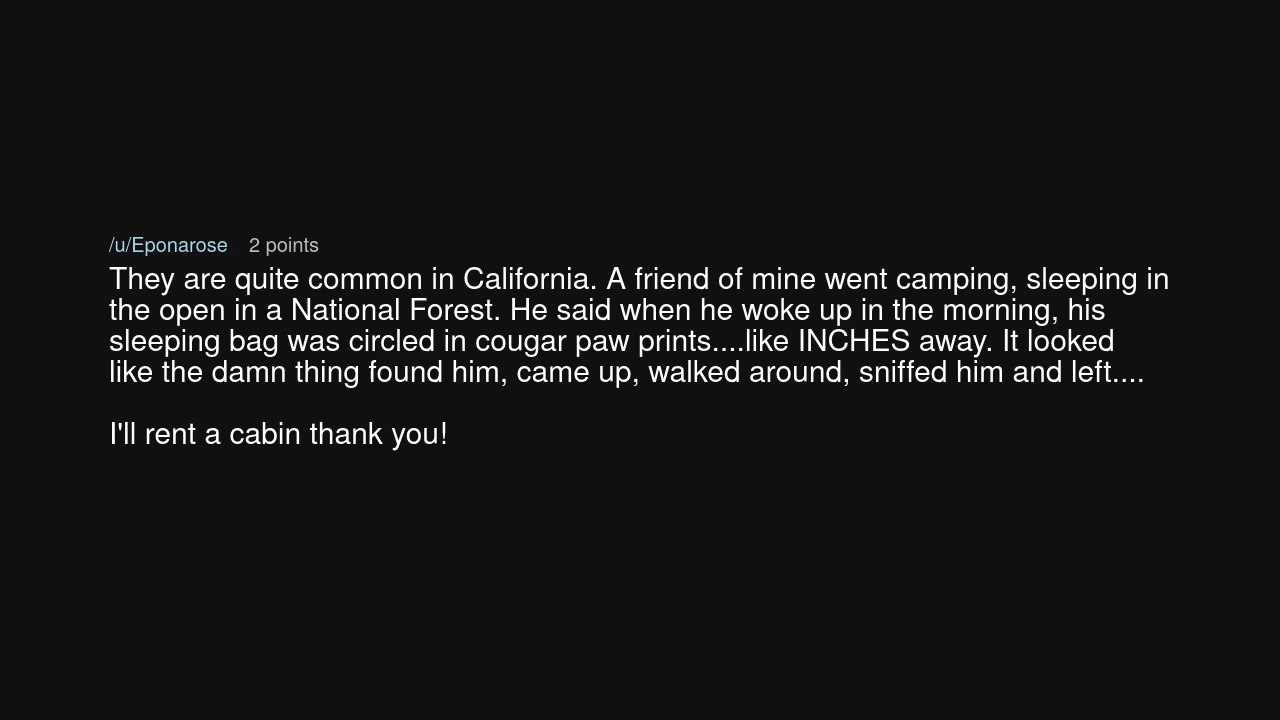 /u/Eponarose 2 points
They are quite common in California. A friend of mine went camping, sleeping in
the open in a National Forest. He said when he woke up in the morning, his
sleeping bag was circled in cougar paw prints....like INCHES away. It looked
like the damn thing found him, came up, walked around, sniffed him and left....
I'll rent a cabin thank you!